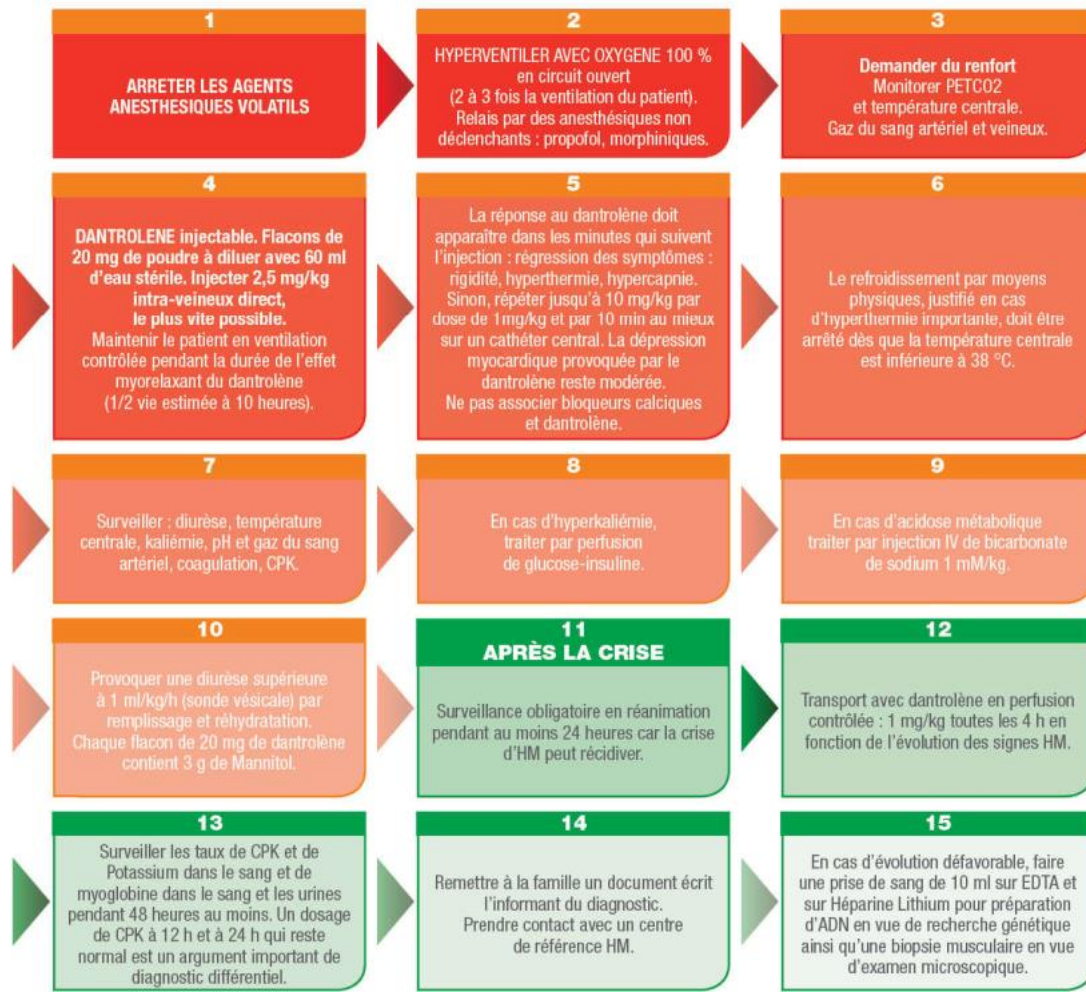 1
ARRETER LES AGENTS
ANESTHESIQUES VOLATILS
2
HYPERVENTILER AVEC OXYGENE 100 %
en circuit ouvert
(2 à 3 fois la ventilation du patient).
Relais par des anesthésiques non
déclenchants : propofol, morphiniques.
3
Demander du renfort
Monitorer PETCO2
et température centrale.
Gaz du sang artériel et veineux.
4
DANTROLENE injectable. Flacons de
20 mg de poudre à diluer avec 60 ml
d'eau stérile. Injecter 2,5 mg/kg
intra-veineux direct,
le plus vite possible.
Maintenir le patient en ventilation
contrôlée pendant la durée de l'effet
myorelaxant du dantrolène
(1/2 vie estimée à 10 heures).
5
La réponse au dantrolène doit
apparaître dans les minutes qui suivent
l'injection : régression des symptômes :
rigidité, hyperthermie, hypercapnie.
Sinon, répéter jusqu'à 10 mg/kg par
dose de 1mg/kg et par 10 min au mieux
sur un cathéter central. La dépression
myocardique provoquée par le
dantrolène reste modérée.
Ne pas associer bloqueurs calciques
et dantrolène.
6
Le refroidissement par moyens
physiques, justifié en cas
d'hyperthermie importante, doit être
arrêté dès que la température centrale
est inférieure à 38 °C.
7
Surveiller : diurèse, température
centrale, kaliémie, pH et gaz du sang
artériel, coagulation, CPK.
8
En cas d'hyperkaliémie,
traiter par perfusion
de glucose-insuline.
9
En cas d'acidose métabolique
traiter par injection IV de bicarbonate
de sodium 1 mM/kg.
10
Provoquer une diurèse supérieure
à 1 ml/kg/h (sonde vésicale) par
remplissage et réhydratation.
Chaque flacon de 20 mg de dantrolène
contient 3 g de Mannitol.
11
APRÈS LA CRISE
Surveillance obligatoire en réanimation
pendant au moins 24 heures car la crise
d'HM peut récidiver.
12
Transport avec dantrolène en perfusion
contrôlée : 1 mg/kg toutes les 4 h en
fonction de l'évolution des signes HM.
13
Surveiller les taux de CPK et de
Potassium dans le sang et de
myoglobine dans le sang et les urines
pendant 48 heures au moins. Un dosage
de CPK à 12 h et à 24 h qui reste
normal est un argument important de
diagnostic différentiel.
14
Remettre à la famille un document écrit
l'informant du diagnostic.
Prendre contact avec un centre
de référence HM.
15
En cas d'évolution défavorable, faire
une prise de sang de 10 ml sur EDTA et
sur Héparine Lithium pour préparation
d'ADN en vue de recherche génétique
ainsi qu'une biopsie musculaire en vue
d'examen microscopique.